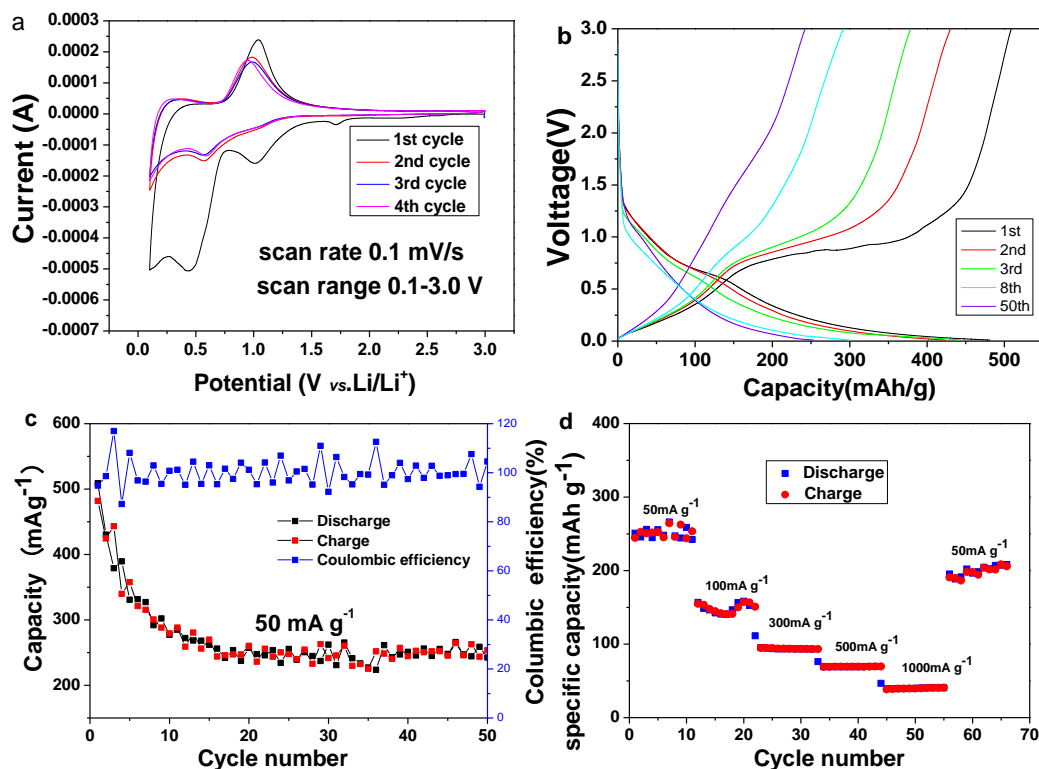 a
0.0003
0.0002
0.0001
0.0000
-0.0001
-0.0002
-0.0003
-0.0004
-0.0005
-0.0006
-0.0007
Current (A)
1st cycle
2nd cycle
3rd cycle
4th cycle
scan rate 0.1 mV/s
scan range 0.1-3.0 V
0.0 0.5 1.0 1.5 2.0 2.5 3.0
Potential (V vs.Li/Li⁺)
b
3.0
2.5
2.0
1.5
1.0
0.5
0.0
Volttage(V)
1st
2nd
3rd
8th
50th
0 100 200 300 400 500
Capacity(mAh/g)
c
600
500
400
300
200
Capacity (mAg⁻¹)
Discharge
Charge
Coulombic efficiency
50 mA g⁻¹
120
100
80
60
40
20
0
Columbic efficiency(%)
0 10 20 30 40 50
Cycle number
d
400
300
200
100
0
specific capacity(mAh g⁻¹)
Discharge
Charge
50mA g⁻¹
100mA g⁻¹
300mA g⁻¹
500mA g⁻¹
1000mA g⁻¹
50mA g⁻¹
0 10 20 30 40 50 60 70
Cycle number